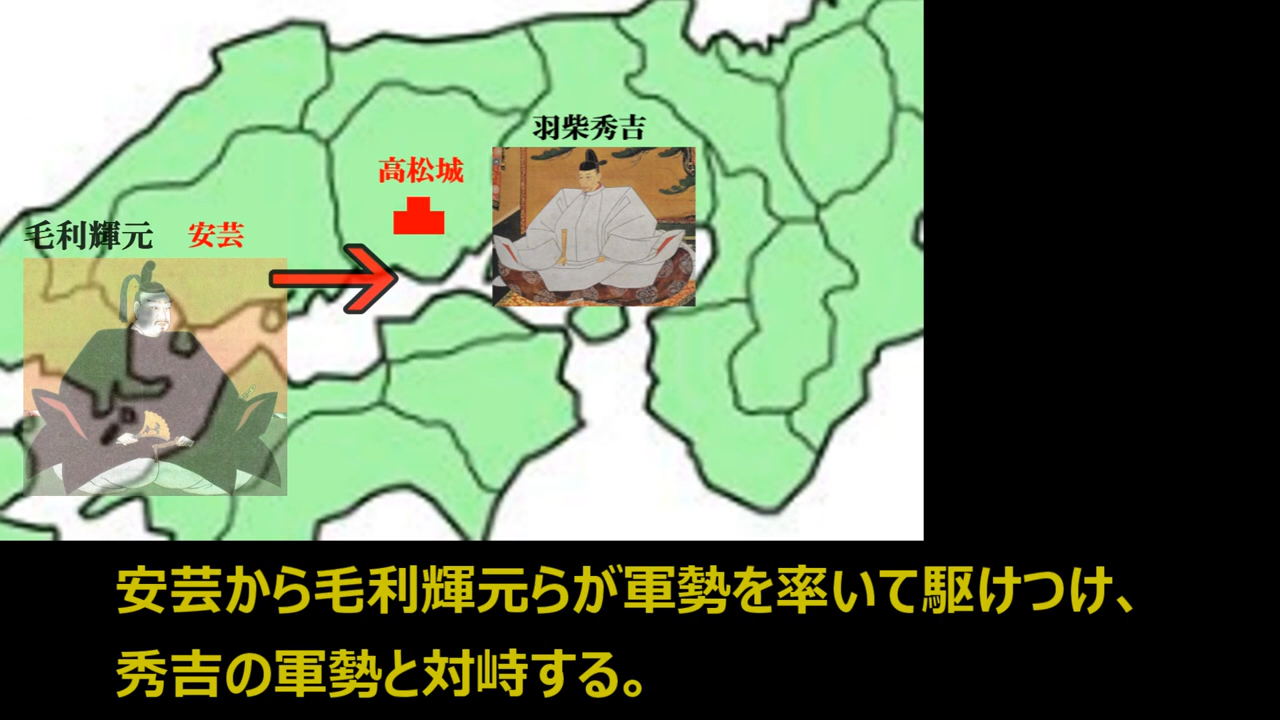 羽柴秀吉
高松城
毛利輝元
安芸
安芸から毛利輝元らが軍勢を率いて駆けつけ、
秀吉の軍勢と対峙する。